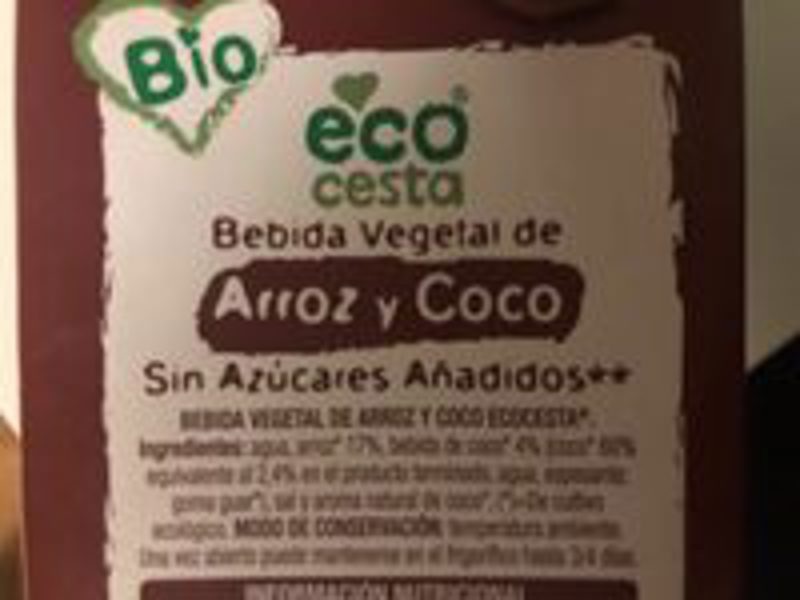 Bio
eco®
cesta
Bebida Vegetal de
Arroz y Coco
Sin Azúcares Añadidos**
BEBIDA VEGETAL DE ARROZ Y COCO ECOCESTA*.
Ingredientes: agua, arroz* 17%, bebida de coco* 4% (coco* 60%
equivalente al 2,4% en el producto terminado, agua, espesante:
goma guar*), sal y aroma natural de coco*. (*)=De cultivo
ecológico. MODO DE CONSERVACIÓN: temperatura ambiente.
Una vez abierto puede mantenerse en el frigorífico hasta 3/4 días.
INFORMACIÓN NUTRICIONAL